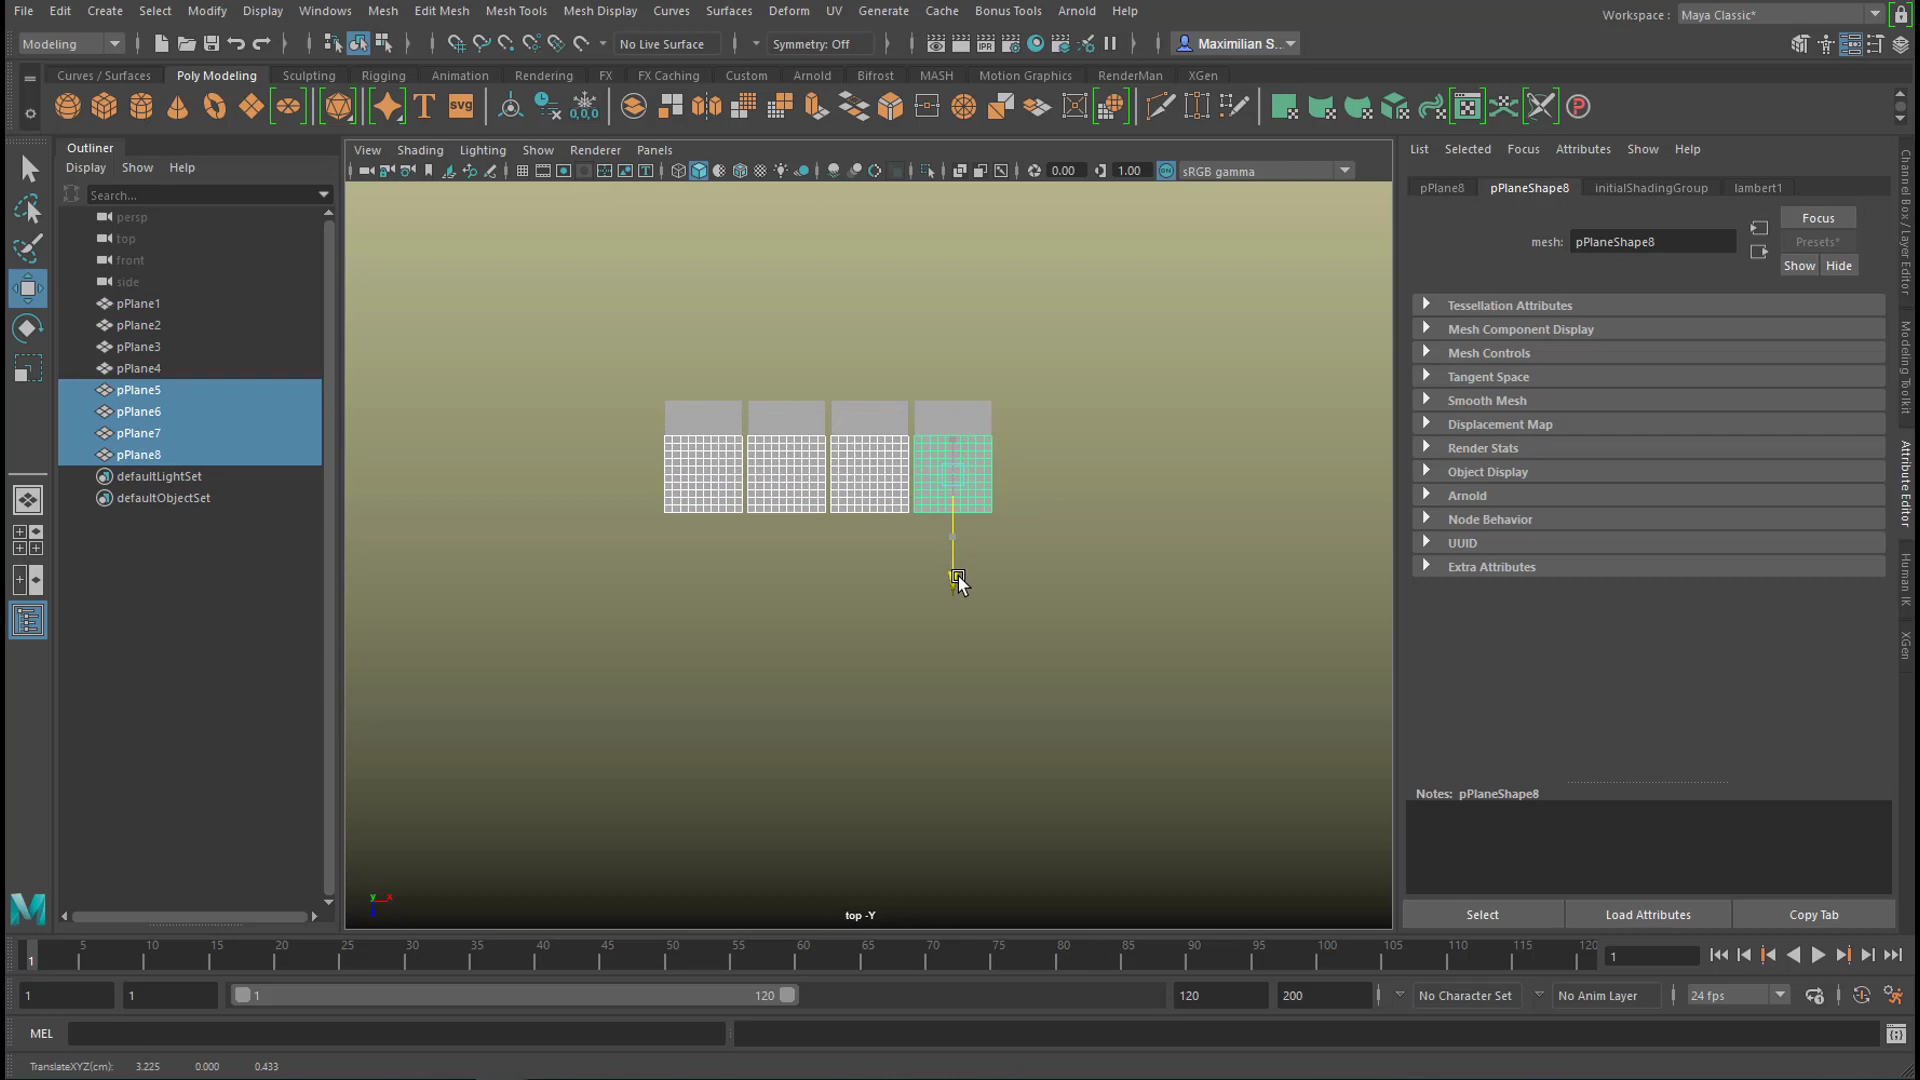 File Edit Create Select Modify Display Windows Mesh Edit Mesh Mesh Tools Mesh Display Curves Surfaces Deform UV Generate Cache Bonus Tools Arnold Help
Workspace : Maya Classic*
Modeling No Live Surface Symmetry: Off IPR Maximilian S...
Curves / Surfaces Poly Modeling Sculpting Rigging Animation Rendering FX FX Caching Custom Arnold Bifrost MASH Motion Graphics RenderMan XGen
T svg 0,0,0 P
Outliner
Display Show Help
Search...
persp
top
front
side
pPlane1
pPlane2
pPlane3
pPlane4
pPlane5
pPlane6
pPlane7
pPlane8
defaultLightSet
defaultObjectSet
View Shading Lighting Show Renderer Panels
0.00 1.00 ON sRGB gamma
y x
top -Y
List Selected Focus Attributes Show Help
pPlane8 pPlaneShape8 initialShadingGroup lambert1
Focus
mesh: pPlaneShape8 Presets*
Show Hide
Tessellation Attributes
Mesh Component Display
Mesh Controls
Tangent Space
Smooth Mesh
Displacement Map
Render Stats
Object Display
Arnold
Node Behavior
UUID
Extra Attributes
Notes: pPlaneShape8
Select Load Attributes Copy Tab
Channel Box / Layer Editor
Modeling Toolkit
Attribute Editor
Human IK
XGen
1 5 10 15 20 25 30 35 40 45 50 55 60 65 70 75 80 85 90 95 100 105 110 115 120 1
1 1 1 120 120 200 No Character Set No Anim Layer 24 fps
MEL
TranslateXYZ(cm): 3.225 0.000 0.433